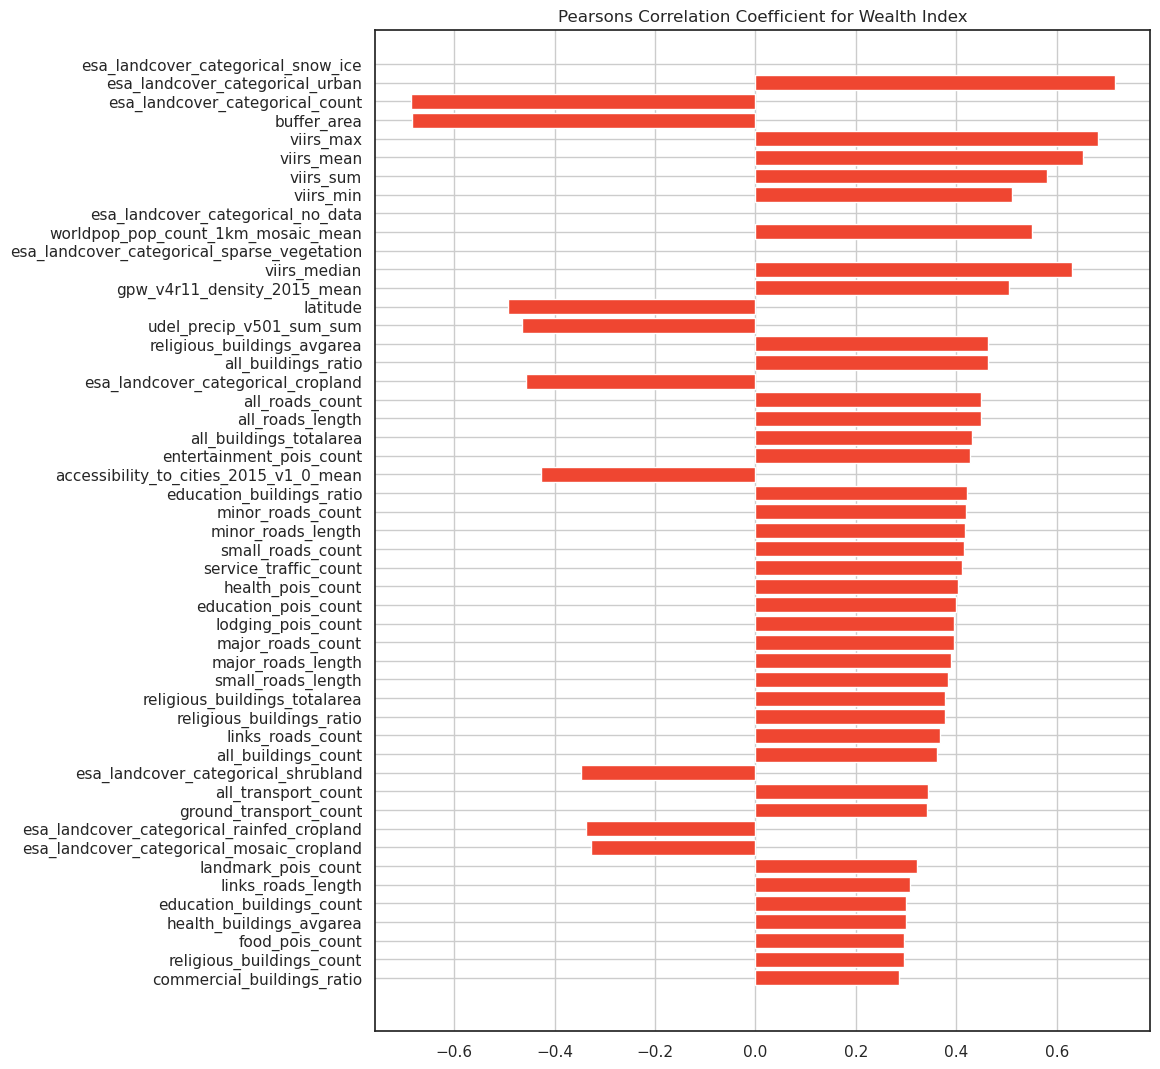 Pearsons Correlation Coefficient for Wealth Index
esa_landcover_categorical_snow_ice
esa_landcover_categorical_urban
esa_landcover_categorical_count
buffer_area
viirs_max
viirs_mean
viirs_sum
viirs_min
esa_landcover_categorical_no_data
worldpop_pop_count_1km_mosaic_mean
esa_landcover_categorical_sparse_vegetation
viirs_median
gpw_v4r11_density_2015_mean
latitude
udel_precip_v501_sum_sum
religious_buildings_avgarea
all_buildings_ratio
esa_landcover_categorical_cropland
all_roads_count
all_roads_length
all_buildings_totalarea
entertainment_pois_count
accessibility_to_cities_2015_v1_0_mean
education_buildings_ratio
minor_roads_count
minor_roads_length
small_roads_count
service_traffic_count
health_pois_count
education_pois_count
lodging_pois_count
major_roads_count
major_roads_length
small_roads_length
religious_buildings_totalarea
religious_buildings_ratio
links_roads_count
all_buildings_count
esa_landcover_categorical_shrubland
all_transport_count
ground_transport_count
esa_landcover_categorical_rainfed_cropland
esa_landcover_categorical_mosaic_cropland
landmark_pois_count
links_roads_length
education_buildings_count
health_buildings_avgarea
food_pois_count
religious_buildings_count
commercial_buildings_ratio
−0.6 −0.4 −0.2 0.0 0.2 0.4 0.6